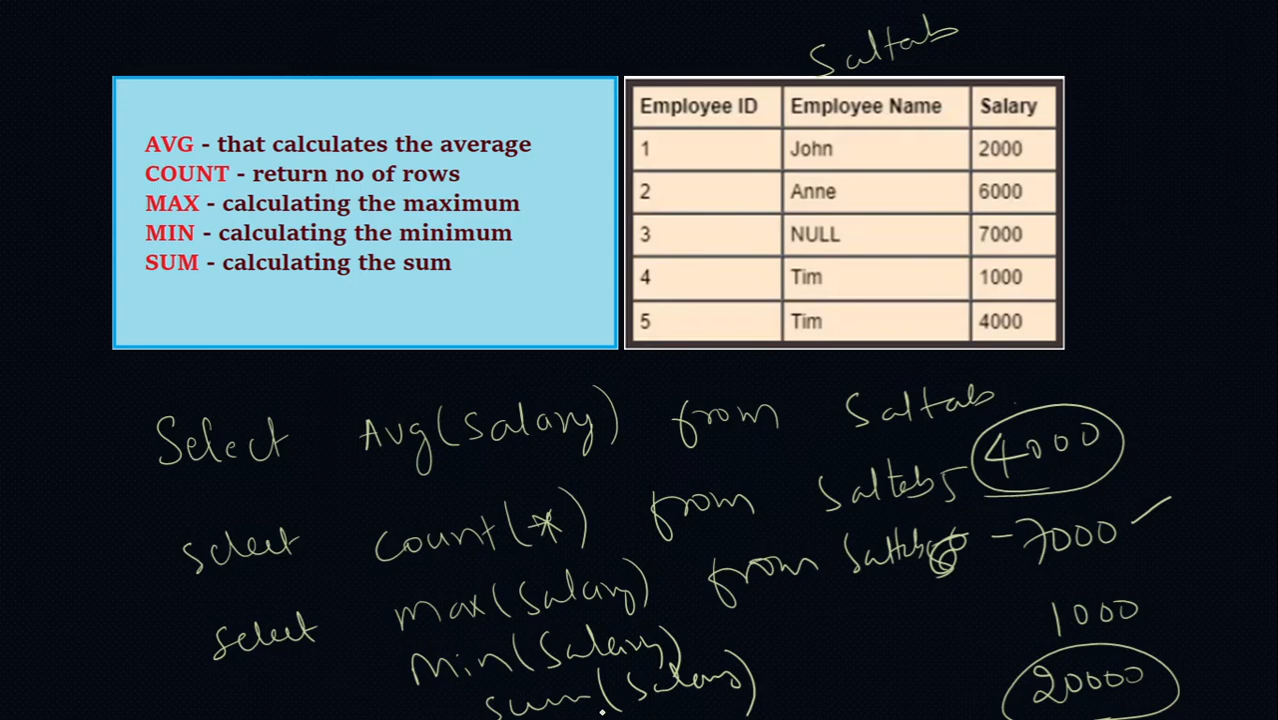 Saltab
AVG - that calculates the average
COUNT - return no of rows
MAX - calculating the maximum
MIN - calculating the minimum
SUM - calculating the sum
Employee ID Employee Name Salary
1 John 2000
2 Anne 6000
3 NULL 7000
4 Tim 1000
5 Tim 4000
Select Avg(Salary) from Saltab
4000
select count(*) from Saltab 5
select max(Salary) from Saltab - 7000
Min(Salary) 1000
sum(Salary) 20000